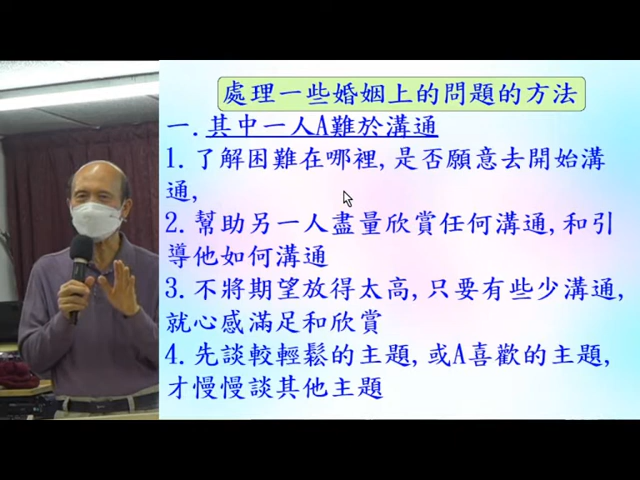 處理一些婚姻上的問題的方法
一.其中一人A難於溝通
1.了解困難在哪裡,是否願意去開始溝
通,
2.幫助另一人盡量欣賞任何溝通,和引
導他如何溝通
3.不將期望放得太高,只要有些少溝通,
就心感滿足和欣賞
4.先談較輕鬆的主題,或A喜歡的主題,
才慢慢談其他主題